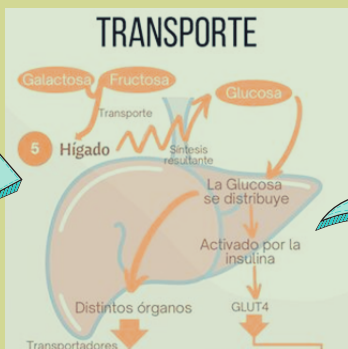 TRANSPORTE
Galactosa
Fructosa
Glucosa
Transporte
5
Hígado
Síntesis
resultante
La Glucosa
se distribuye
Activado por la
insulina
Distintos órganos
GLUT4
Transportadores